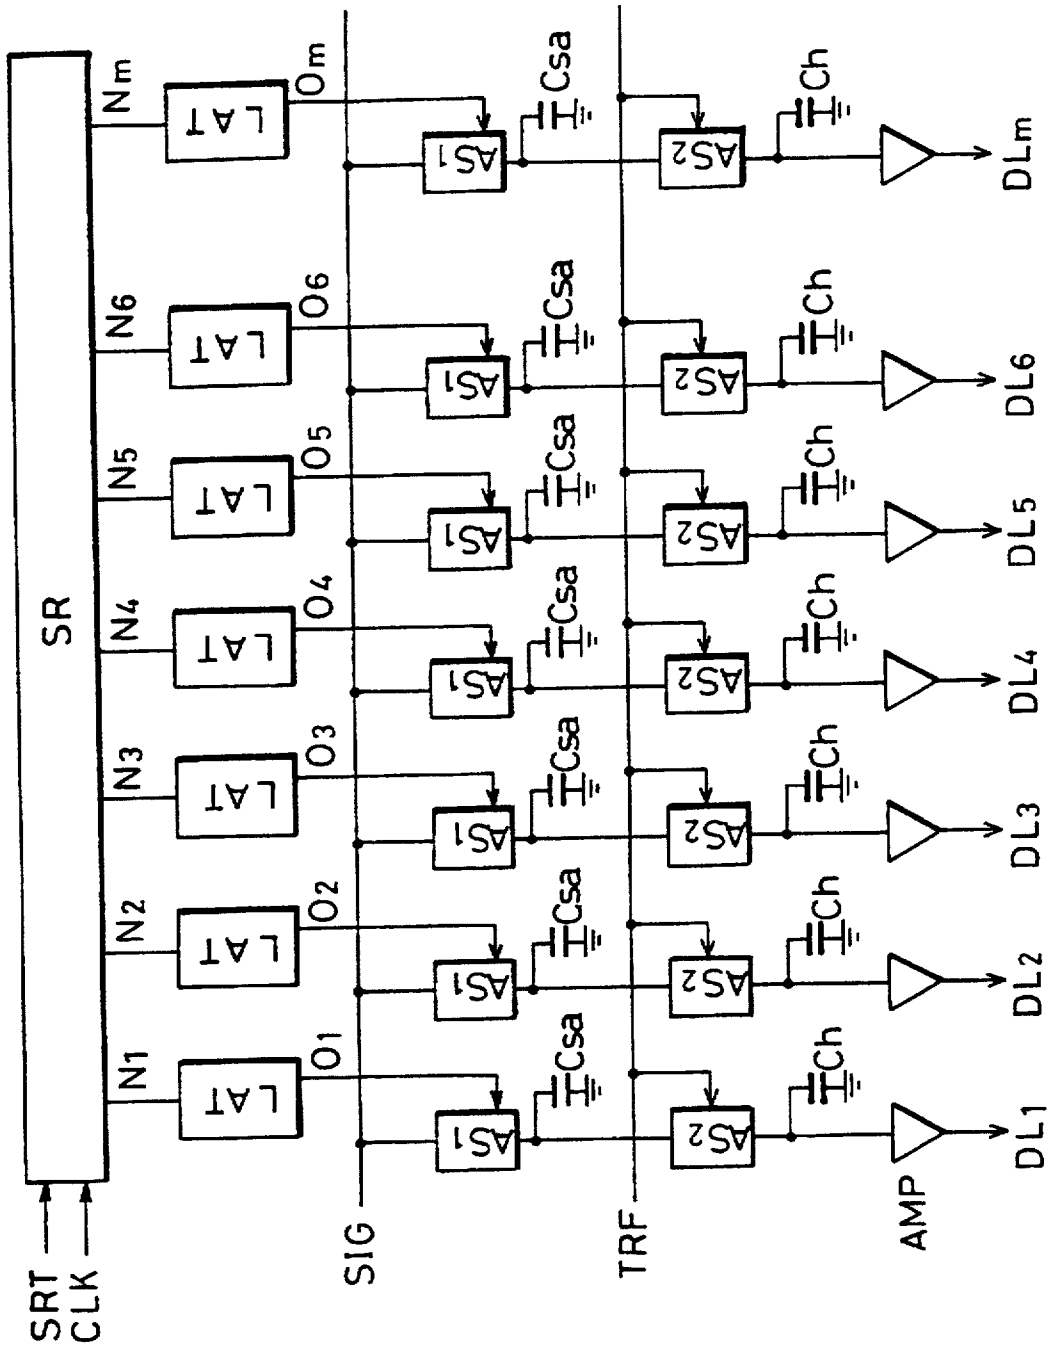 SRT
CLK
SR
N1 N2 N3 N4 N5 N6 Nm
LAT LAT LAT LAT LAT LAT LAT
O1 O2 O3 O4 O5 O6 Om
SIG
AS1 AS1 AS1 AS1 AS1 AS1 AS1
Csa Csa Csa Csa Csa Csa Csa
TRF
AS2 AS2 AS2 AS2 AS2 AS2 AS2
Ch Ch Ch Ch Ch Ch Ch
AMP
DL1 DL2 DL3 DL4 DL5 DL6 DLm